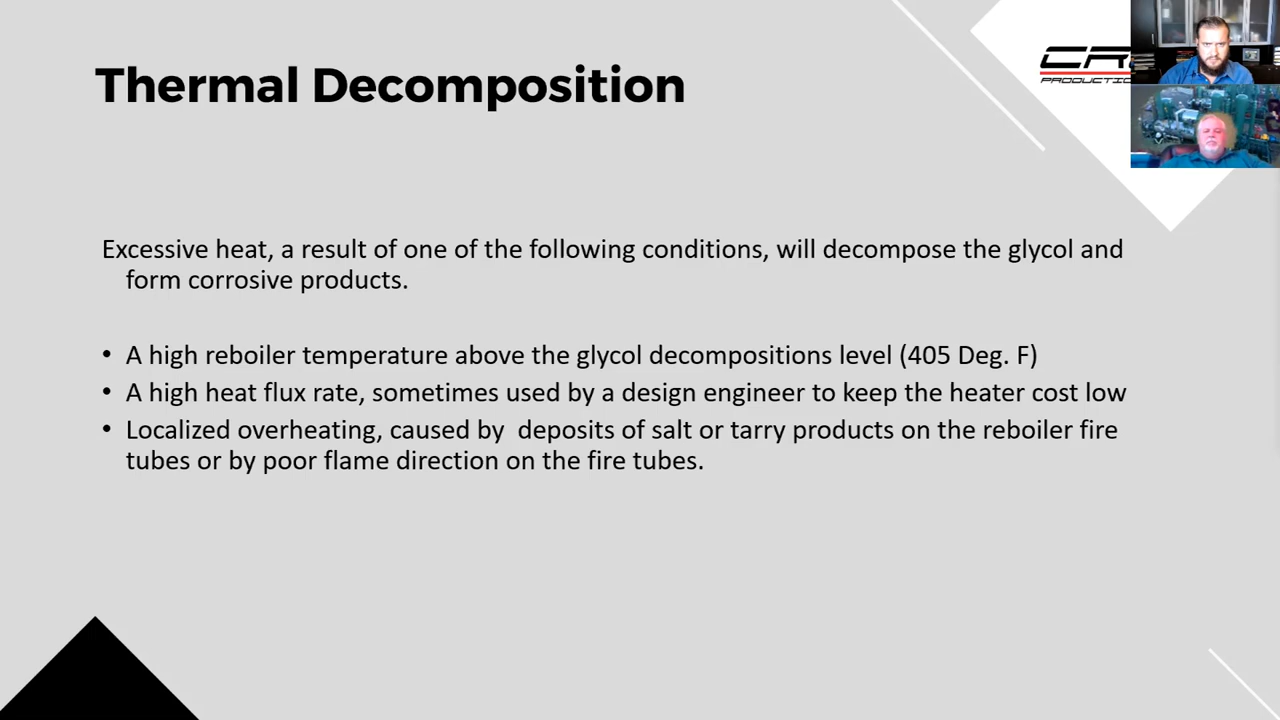 Thermal Decomposition
Excessive heat, a result of one of the following conditions, will decompose the glycol and
form corrosive products.
• A high reboiler temperature above the glycol decompositions level (405 Deg. F)
• A high heat flux rate, sometimes used by a design engineer to keep the heater cost low
• Localized overheating, caused by  deposits of salt or tarry products on the reboiler fire
tubes or by poor flame direction on the fire tubes.